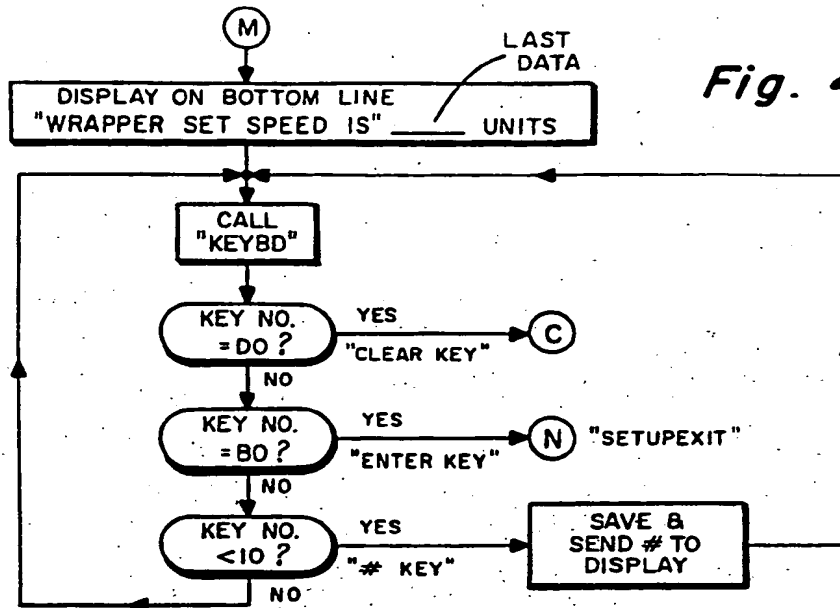 M
LAST
DATA
Fig.
DISPLAY ON BOTTOM LINE
"WRAPPER SET SPEED IS" _____ UNITS
CALL
"KEYBD"
KEY NO.
=DO?
YES
"CLEAR KEY"
C
NO
KEY NO.
=BO?
YES
"ENTER KEY"
N "SETUPEXIT"
NO
KEY NO.
<10?
YES
"# KEY"
SAVE &
SEND # TO
DISPLAY
NO